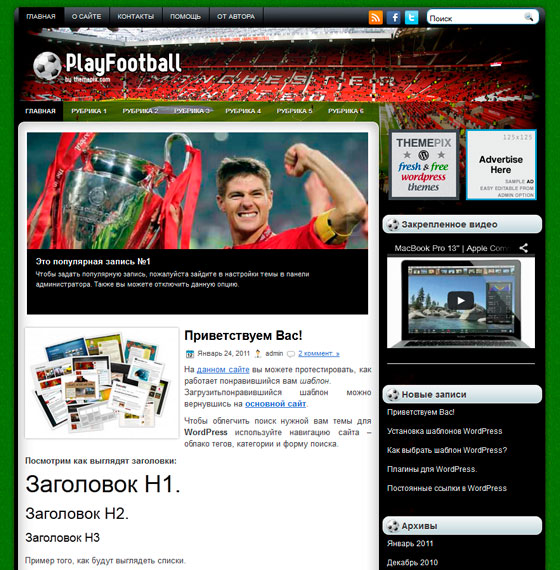 ГЛАВНАЯ О САЙТЕ КОНТАКТЫ ПОМОЩЬ ОТ АВТОРА Поиск
PlayFootball
by themepix.com
ГЛАВНАЯ РУБРИКА 1 РУБРИКА 2 РУБРИКА 3 РУБРИКА 4 РУБРИКА 5 РУБРИКА 6
MANCHESTER
THEMEPIX
fresh & free
wordpress
themes
125x125
Advertise
Here
SAMPLE AD
EASY EDITABLE FROM
ADMIN OPTION
Это популярная запись №1
Чтобы задать популярную запись, пожалуйста зайдите в настройки темы в панели
администратора. Также вы можете отключить данную опцию.
Закрепленное видео
MacBook Pro 13" | Apple Com
Приветствуем Вас!
Январь 24, 2011 admin 2 коммент. »
На данном сайте вы можете протестировать, как
работает понравившийся вам шаблон.
Загрузитьпонравившийся шаблон можно
вернувшись на основной сайт.
Чтобы облегчить поиск нужной вам темы для
WordPress используйте навигацию сайта –
облако тегов, категории и форму поиска.
Посмотрим как выглядят заголовки:
Заголовок H1.
Заголовок H2.
Заголовок H3
Пример того, как будут выглядеть списки.
Новые записи
Приветствуем Вас!
Установка шаблонов WordPress
Как выбрать шаблон WordPress?
Плагины для WordPress.
Постоянные ссылки в WordPress
Архивы
Январь 2011
Декабрь 2010